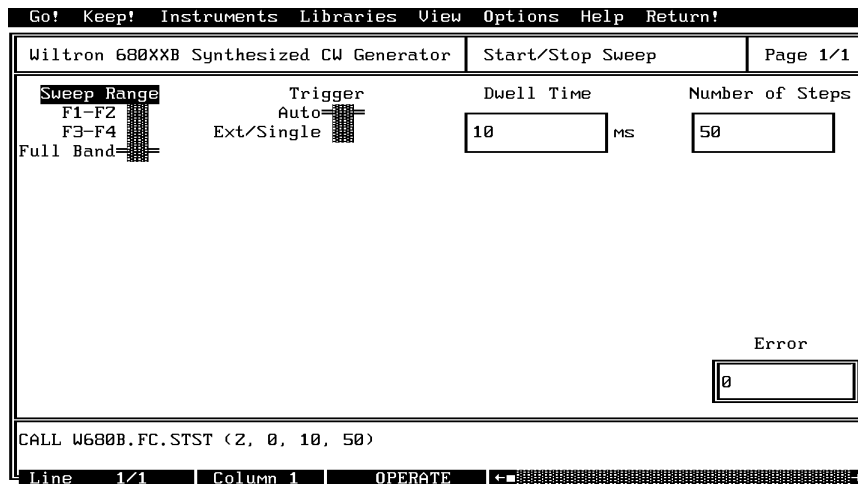 Go! Keep! Instruments Libraries View Options Help Return!
Wiltron 680XXB Synthesized CW Generator Start/Stop Sweep Page 1/1
Sweep Range Trigger Dwell Time Number of Steps
F1-F2 Auto
F3-F4 Ext/Single 10 ms 50
Full Band
Error
0
CALL W680B.FC.STST (2, 0, 10, 50)
Line 1/1 Column 1 OPERATE